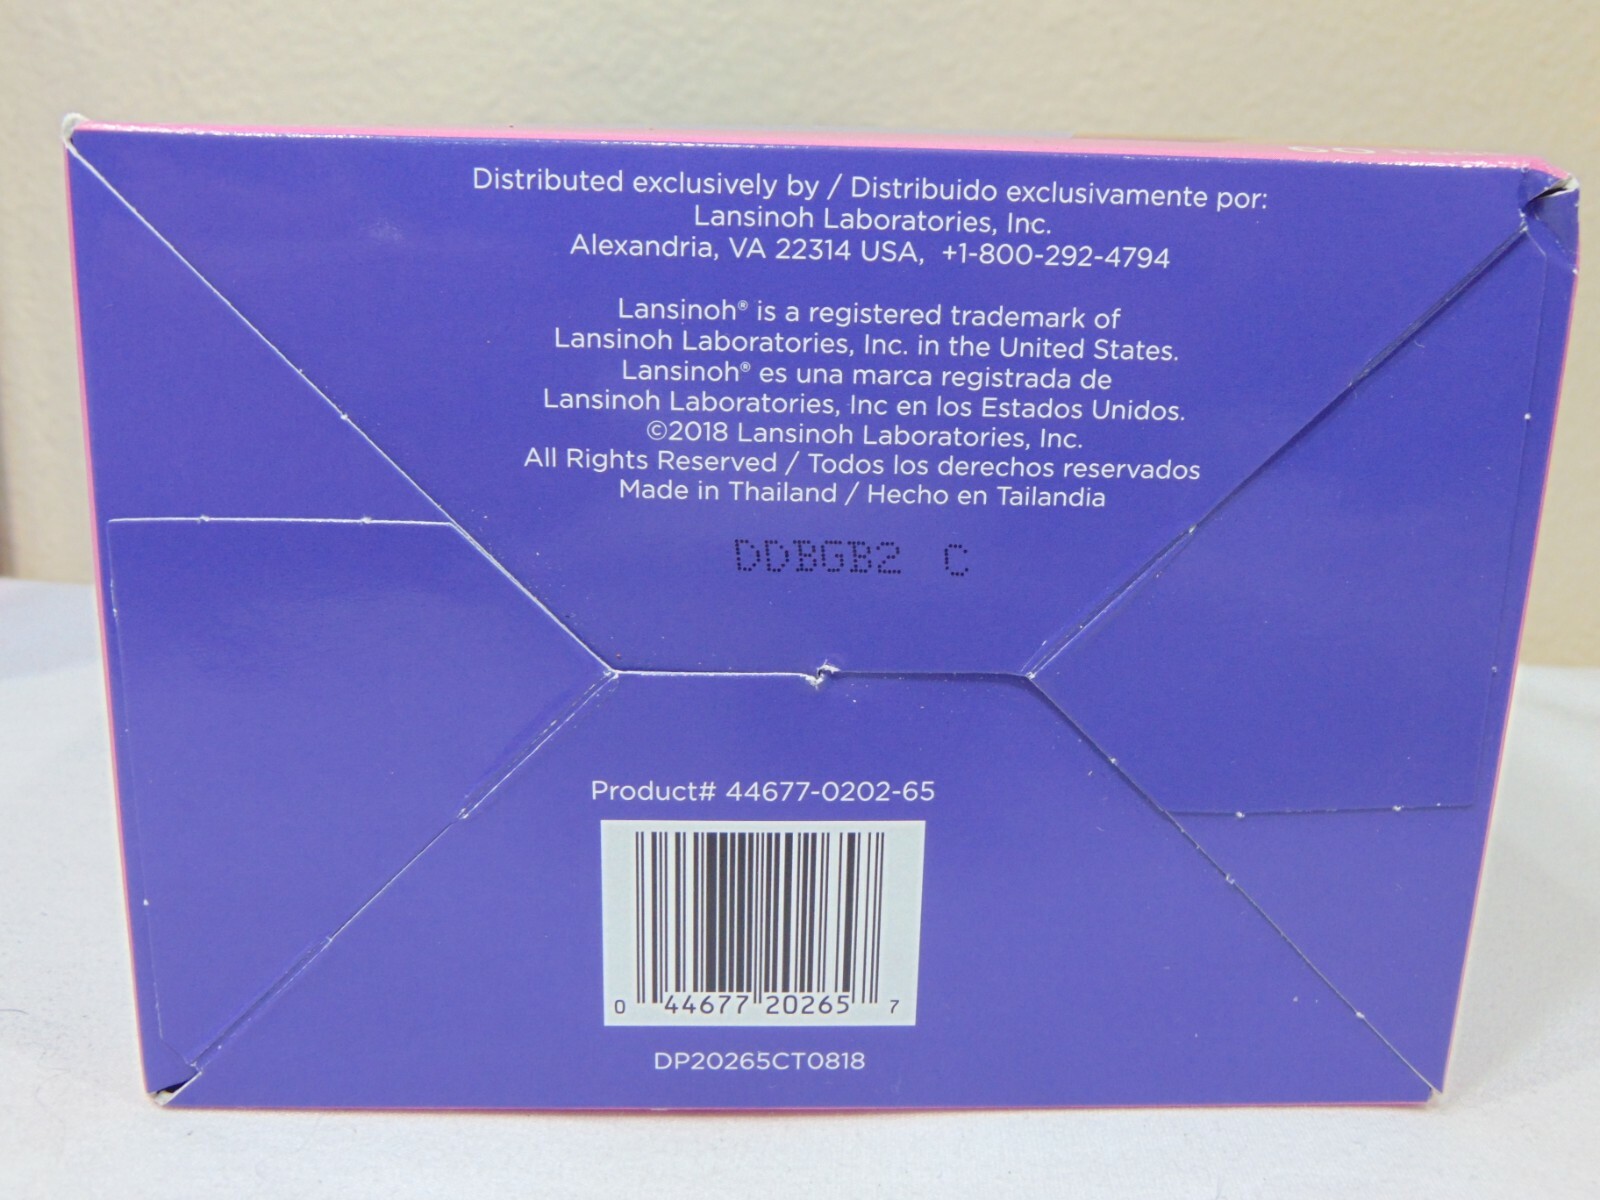 Distributed exclusively by / Distribuido exclusivamente por:
Lansinoh Laboratories, Inc.
Alexandria, VA 22314 USA, +1-800-292-4794
Lansinoh® is a registered trademark of
Lansinoh Laboratories, Inc. in the United States.
Lansinoh® es una marca registrada de
Lansinoh Laboratories, Inc en los Estados Unidos.
©2018 Lansinoh Laboratories, Inc.
All Rights Reserved / Todos los derechos reservados
Made in Thailand / Hecho en Tailandia
DDBGB2 C
Product# 44677-0202-65
0 44677 20265 7
DP20265CT0818